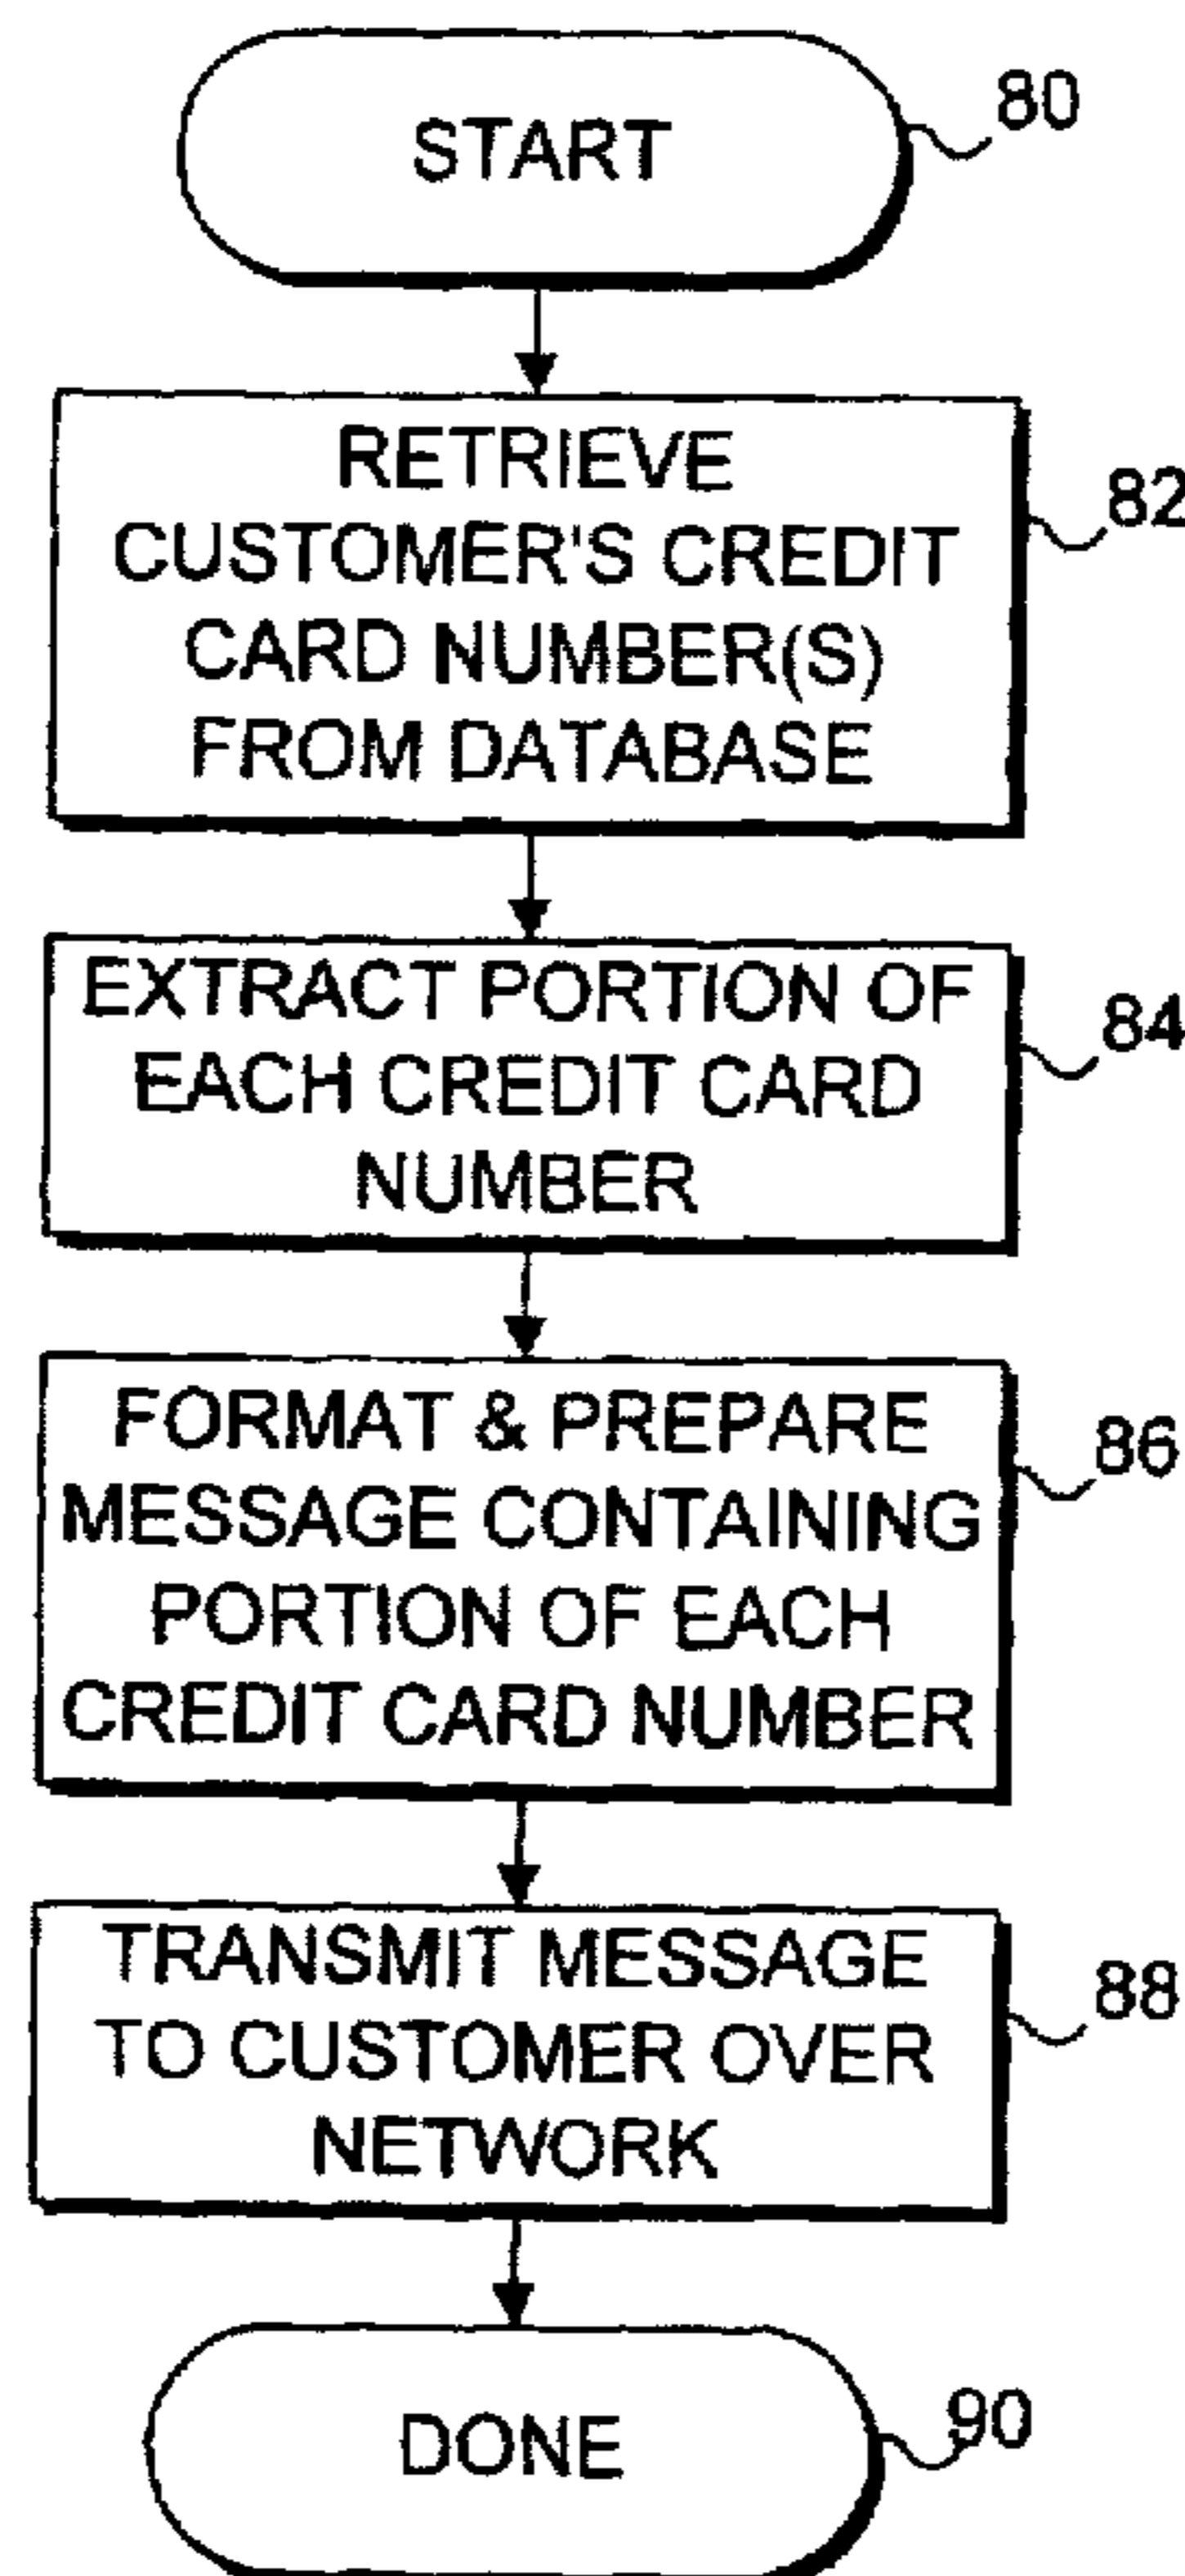 START
80
RETRIEVE
CUSTOMER'S CREDIT
CARD NUMBER(S)
FROM DATABASE
82
EXTRACT PORTION OF
EACH CREDIT CARD
NUMBER
84
FORMAT & PREPARE
MESSAGE CONTAINING
PORTION OF EACH
CREDIT CARD NUMBER
86
TRANSMIT MESSAGE
TO CUSTOMER OVER
NETWORK
88
DONE
90